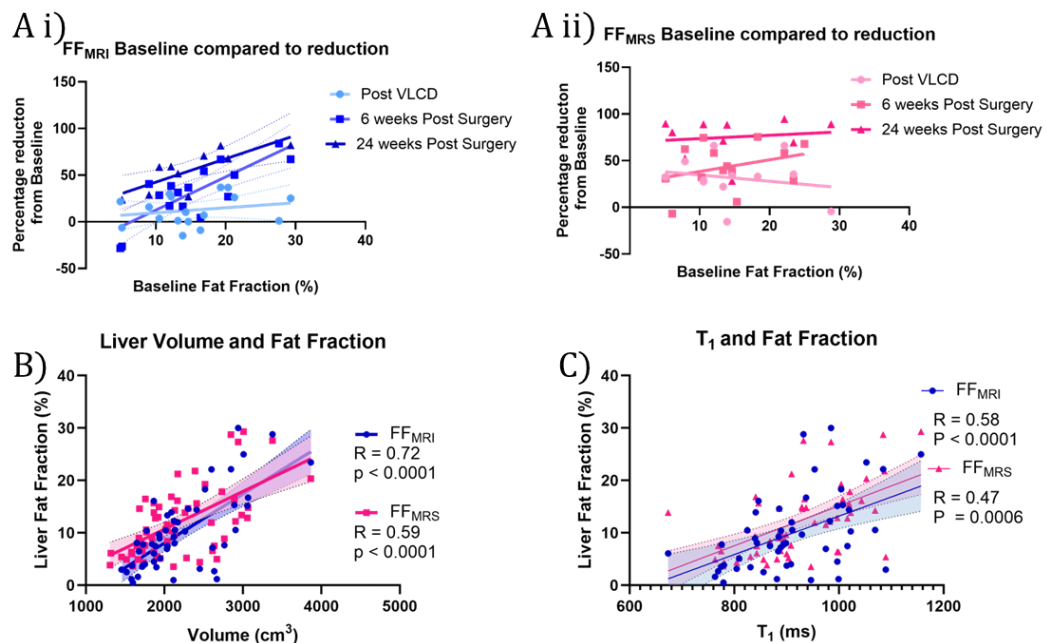 A i)
FFMRI Baseline compared to reduction
Percentage reducton
from Baseline
150
100
50
0
-50
10
20
30
40
Baseline Fat Fraction (%)
Post VLCD
6 weeks Post Surgery
24 weeks Post Surgery
A ii)
FFMRS Baseline compared to reduction
Percentage reduction
from Baseline
150
100
50
0
-50
10
20
30
40
Baseline Fat Fraction (%)
Post VLCD
6 weeks Post Surgery
24 weeks Post Surgery
B)
Liver Volume and Fat Fraction
Liver Fat Fraction (%)
40
30
20
10
0
1000
2000
3000
4000
5000
Volume (cm3)
FFMRI
R = 0.72
p < 0.0001
FFMRS
R = 0.59
p < 0.0001
C)
T1 and Fat Fraction
Liver Fat Fraction (%)
40
30
20
10
0
600
800
1000
1200
T1 (ms)
FFMRI
R = 0.58
P < 0.0001
FFMRS
R = 0.47
P = 0.0006